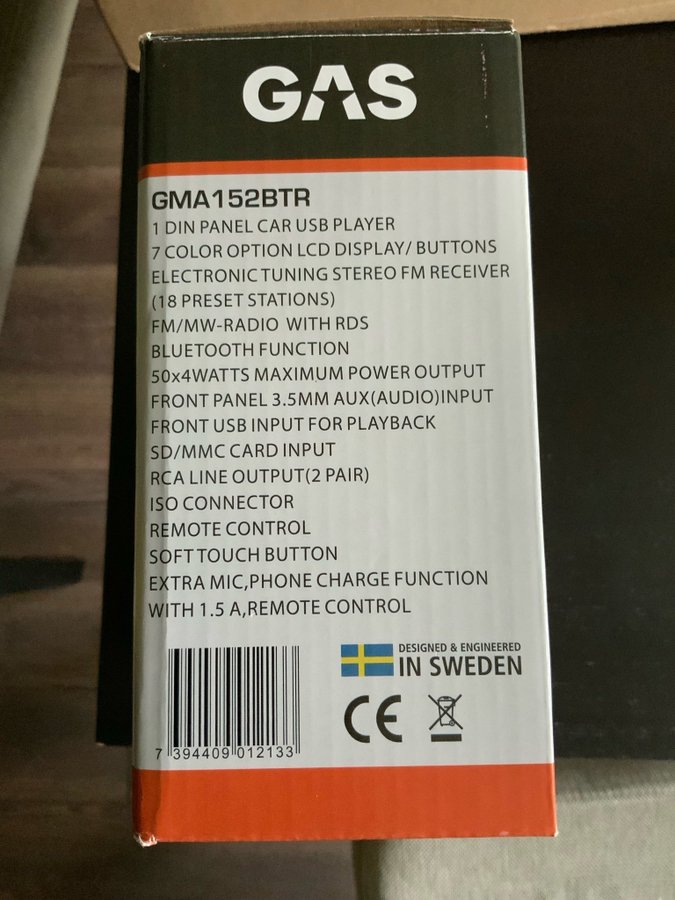 GAS
GMA152BTR
1 DIN PANEL CAR USB PLAYER
7 COLOR OPTION LCD DISPLAY/ BUTTONS
ELECTRONIC TUNING STEREO FM RECEIVER
(18 PRESET STATIONS)
FM/MW-RADIO WITH RDS
BLUETOOTH FUNCTION
50x4WATTS MAXIMUM POWER OUTPUT
FRONT PANEL 3.5MM AUX(AUDIO)INPUT
FRONT USB INPUT FOR PLAYBACK
SD/MMC CARD INPUT
RCA LINE OUTPUT(2 PAIR)
ISO CONNECTOR
REMOTE CONTROL
SOFT TOUCH BUTTON
EXTRA MIC,PHONE CHARGE FUNCTION
WITH 1.5 A,REMOTE CONTROL
DESIGNED & ENGINEERED
IN SWEDEN
CE
7 394409 012133